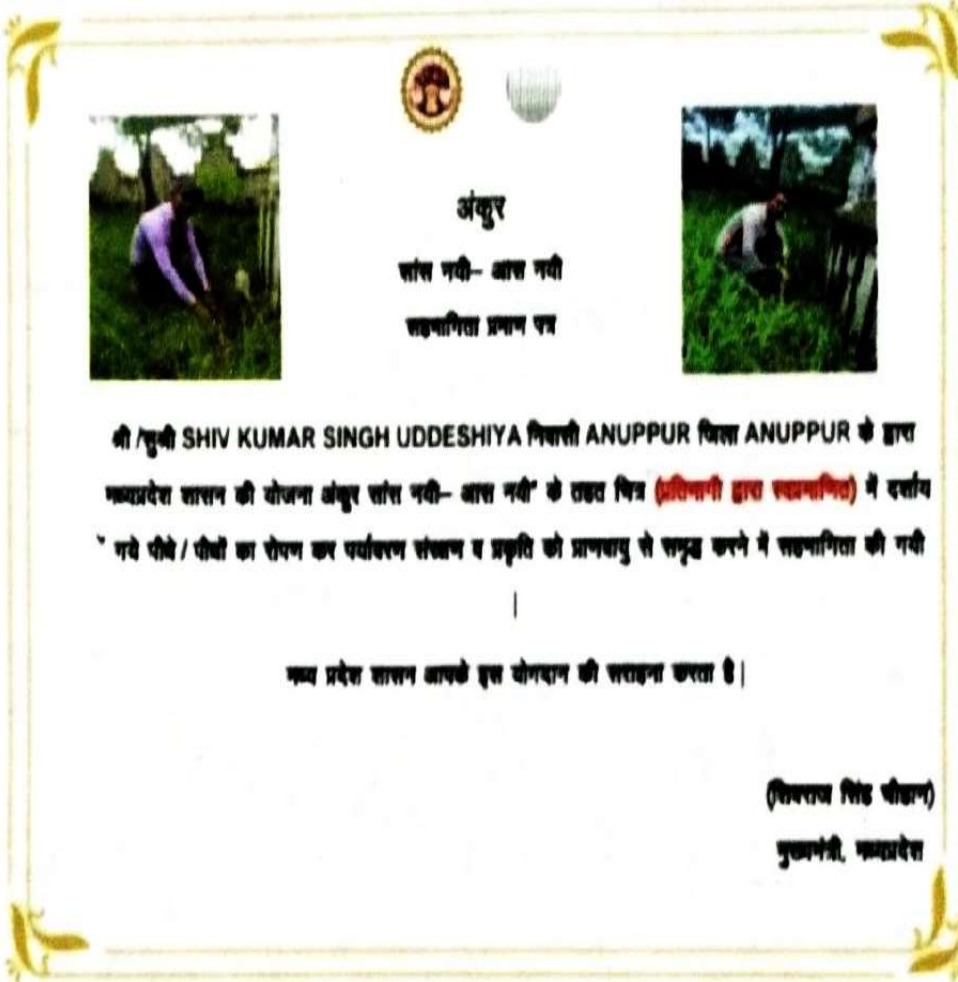 अंकुर
सांस नयी– आस नयी
सहभागिता प्रमाण पत्र
श्री /सुश्री SHIV KUMAR SINGH UDDESHIYA निवासी ANUPPUR जिला ANUPPUR के द्वारा
मध्यप्रदेश शासन की योजना अंकुर सांस नयी– आस नयी" के तहत चित्र (प्रतिभागी द्वारा स्वप्रमाणित) में दर्शाय
ें गये पौधे / पौधों का रोपण कर पर्यावरण संरक्षण व प्रकृति को प्राणवायु से समृद्ध करने में सहभागिता की गयी
|
मध्य प्रदेश शासन आपके इस योगदान की सराहना करता है |
(शिवराज सिंह चौहान)
मुख्यमंत्री, मध्यप्रदेश